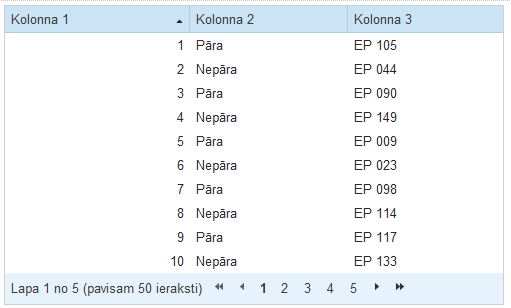 Kolonna 1 Kolonna 2 Kolonna 3
1 Pāra EP 105
2 Nepāra EP 044
3 Pāra EP 090
4 Nepāra EP 149
5 Pāra EP 009
6 Nepāra EP 023
7 Pāra EP 098
8 Nepāra EP 114
9 Pāra EP 117
10 Nepāra EP 133
Lapa 1 no 5 (pavisam 50 ieraksti) 1 2 3 4 5